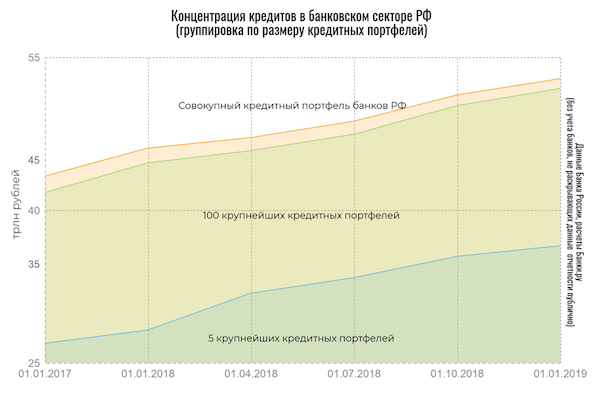 Концентрация кредитов в банковском секторе РФ
(группировка по размеру кредитных портфелей)
55
45
40
35
25
трлн рублей
Совокупный кредитный портфель банков РФ
100 крупнейших кредитных портфелей
5 крупнейших кредитных портфелей
01.01.2017
01.01.2018
01.04.2018
01.07.2018
01.10.2018
01.01.2019
Данные Банка России, расчеты Банки.ру
(без учета банков, не раскрывающих данные отчетности публично)